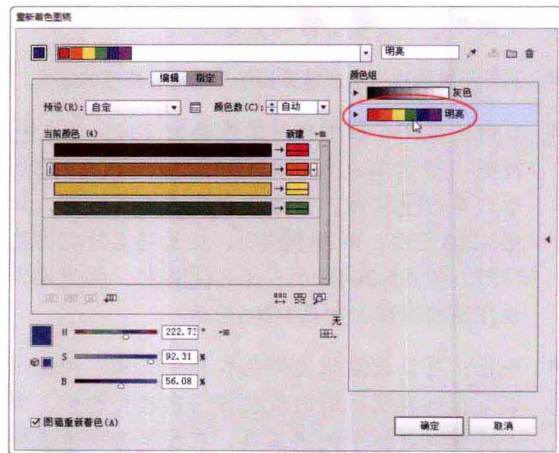 重新着色图稿
明亮
编辑 指定
颜色组
预设(R): 自定 颜色数(C): 自动
灰色
明亮
当前颜色 (4) 新建
无
H 222.73 °
S 92.31 %
B 56.08 %
图稿重新着色(A)
确定 取消